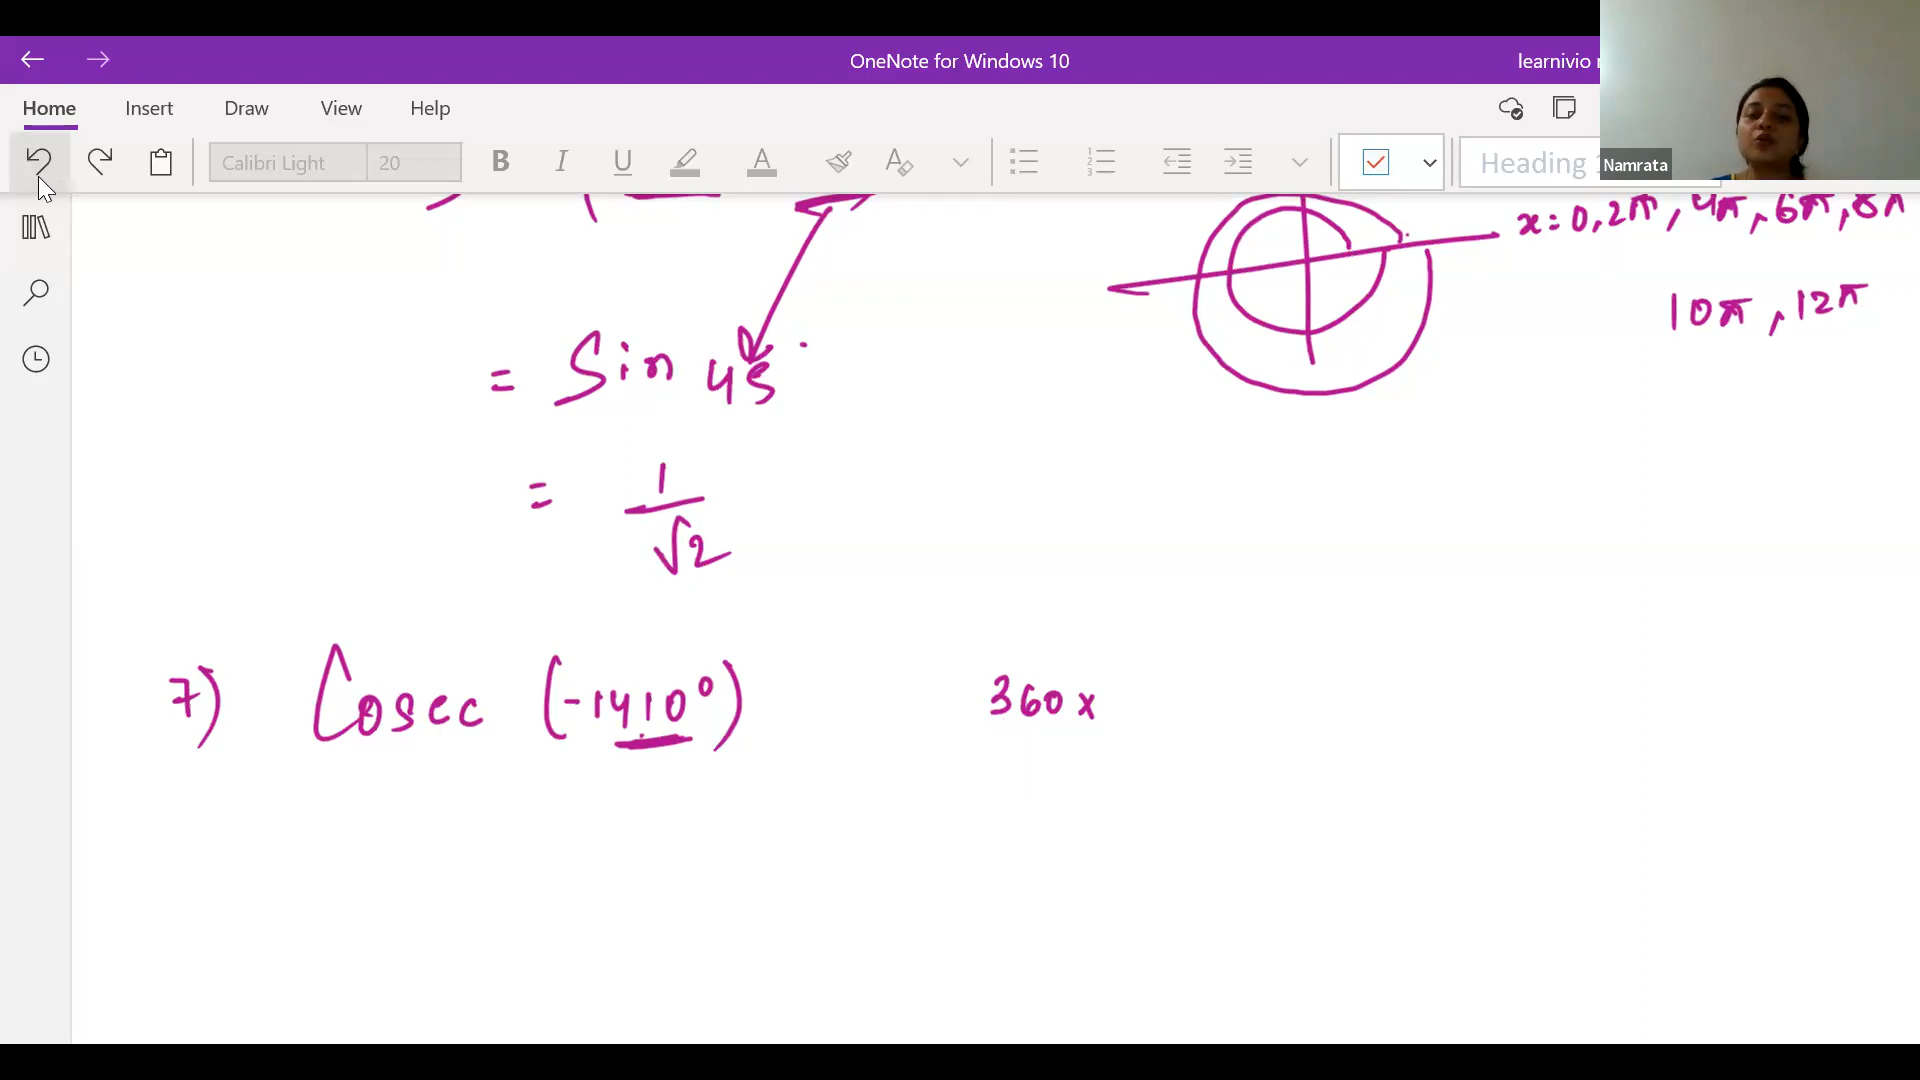 OneNote for Windows 10
learnivio
Home Insert Draw View Help
Calibri Light 20 B I U A A Heading
Namrata
x = 0, 2π, 4π, 6π, 8π
10π, 12π
= Sin 45
= 1/√2
7) Cosec (-1410°) 360 x